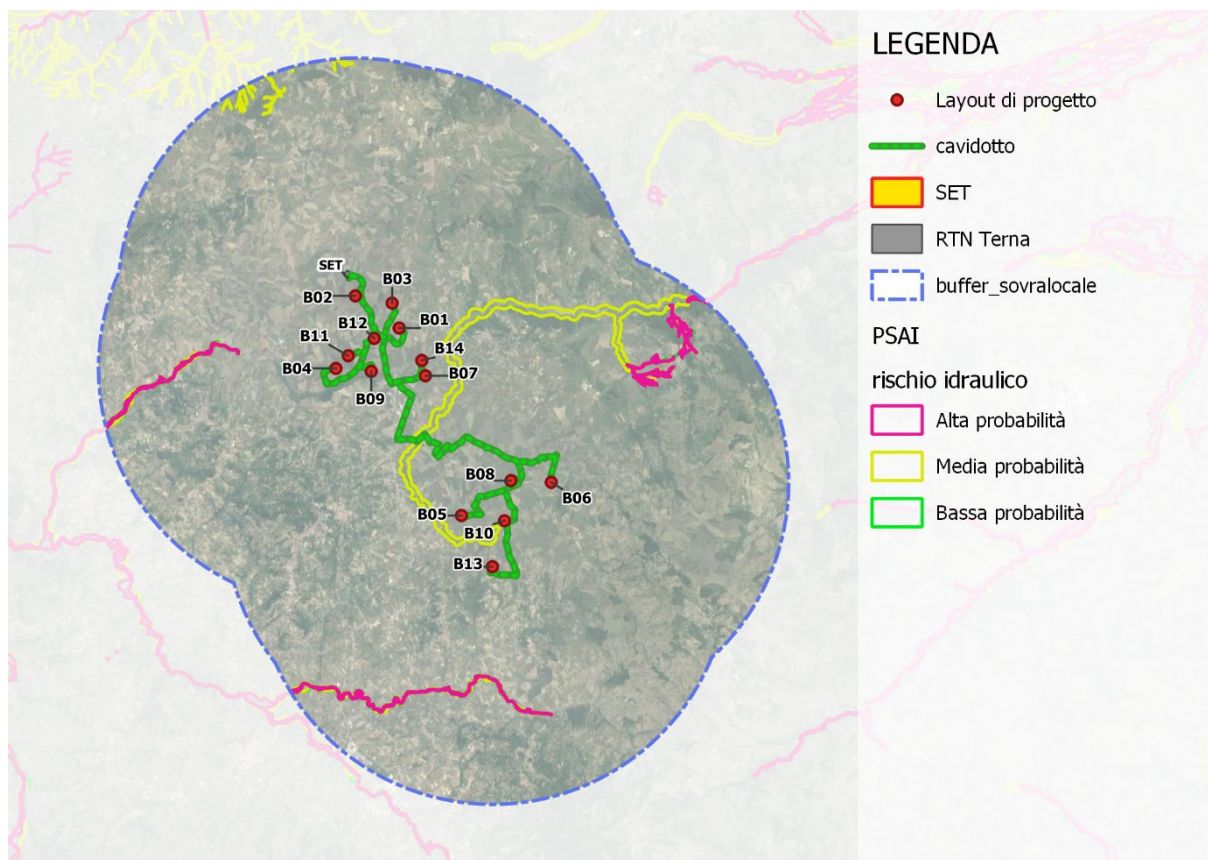 LEGENDA
Layout di progetto
cavidotto
SET
RTN Terna
buffer_sovralocale
PSAI
rischio idraulico
Alta probabilità
Media probabilità
Bassa probabilità
SET
B03
B02
B01
B12
B11
B14
B04
B07
B09
B08
B06
B05
B10
B13